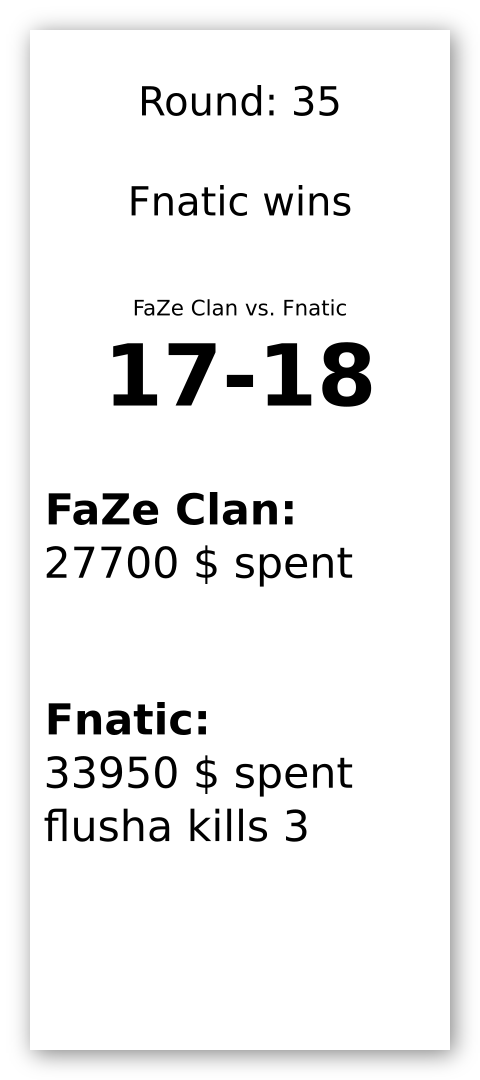 Round: 35
Fnatic wins
FaZe Clan vs. Fnatic
17-18
FaZe Clan:
27700 $ spent
Fnatic:
33950 $ spent
flusha kills 3